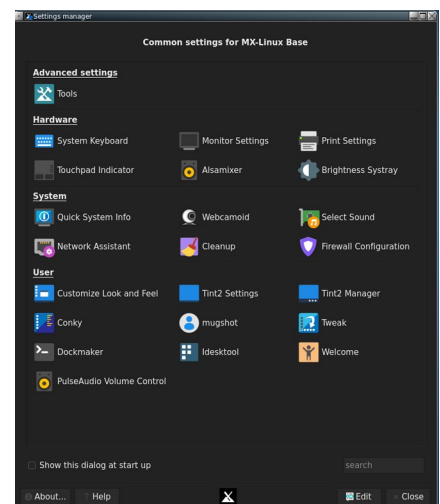 Settings manager
Common settings for MX-Linux Base
Advanced settings
Tools
Hardware
System Keyboard Monitor Settings Print Settings
Touchpad Indicator Alsamixer Brightness Systray
System
Quick System Info Webcamoid Select Sound
Network Assistant Cleanup Firewall Configuration
User
Customize Look and Feel Tint2 Settings Tint2 Manager
Conky mugshot Tweak
Dockmaker Idesktool Welcome
PulseAudio Volume Control
Show this dialog at start up search
About... ? Help Edit Close